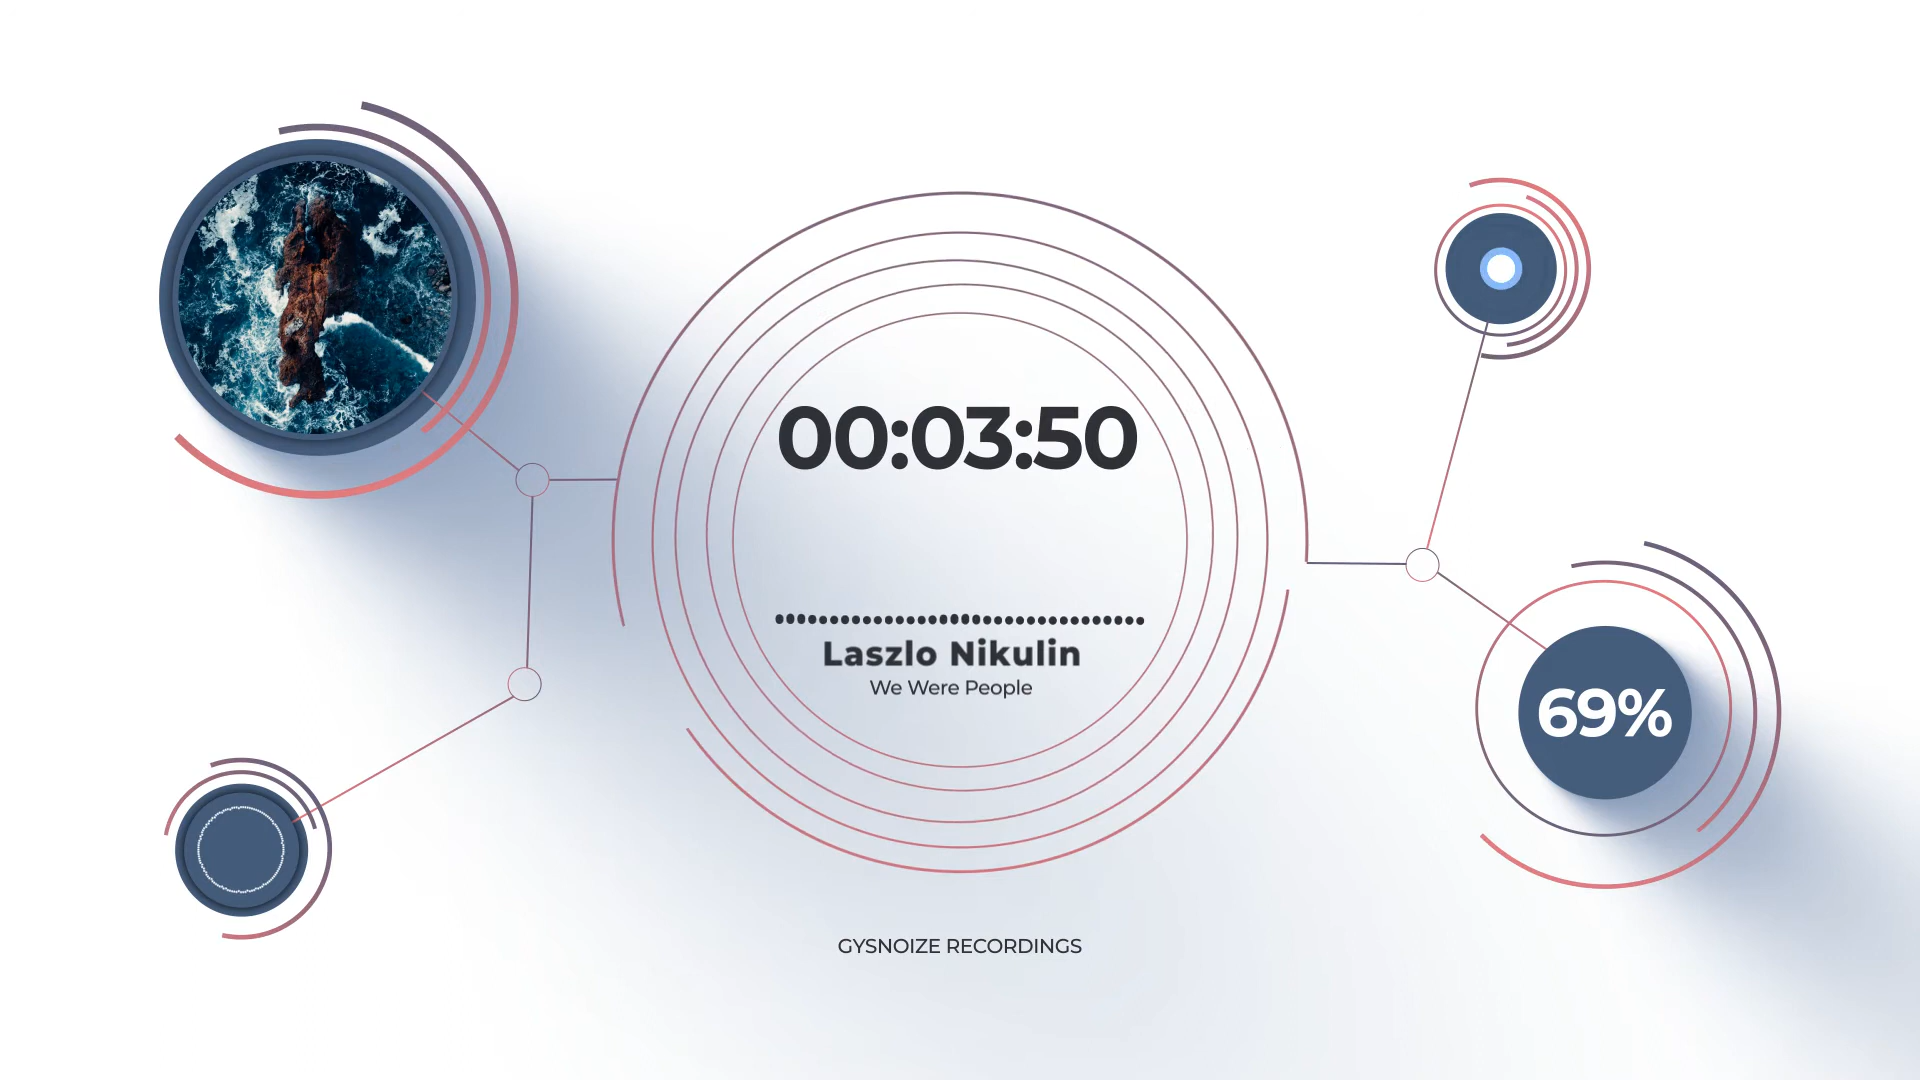 00:03:50
Laszlo Nikulin
We Were People
69%
GYSNOIZE RECORDINGS